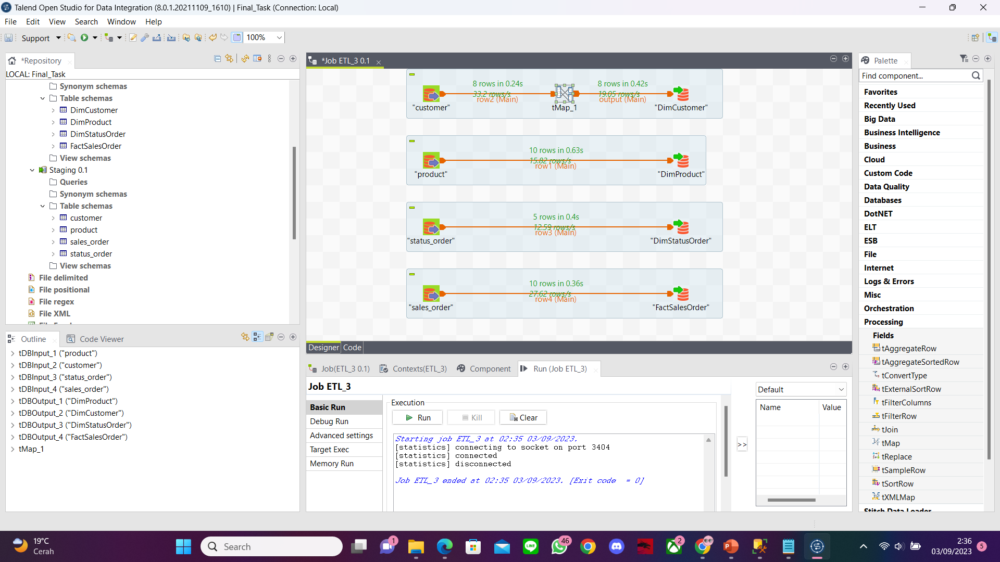 Talend Open Studio for Data Integration (8.0.1.20211109_1610) | Final_Task (Connection: Local)
File Edit View Search Window Help
Support 100%
*Repository
LOCAL: Final_Task
Synonym schemas
Table schemas
DimCustomer
DimProduct
DimStatusOrder
FactSalesOrder
View schemas
Staging 0.1
Queries
Synonym schemas
Table schemas
customer
product
sales_order
status_order
View schemas
File delimited
File positional
File regex
File XML
Outline Code Viewer
tDBInput_1 ("product")
tDBInput_2 ("customer")
tDBInput_3 ("status_order")
tDBInput_4 ("sales_order")
tDBOutput_1 ("DimProduct")
tDBOutput_2 ("DimCustomer")
tDBOutput_3 ("DimStatusOrder")
tDBOutput_4 ("FactSalesOrder")
tMap_1
*Job ETL_3 0.1
8 rows in 0.24s 8 rows in 0.42s
33.2 rows/s 19.05 rows/s
row2 (Main) output (Main)
"customer" tMap_1 "DimCustomer"
10 rows in 0.63s
15.82 rows/s
row1 (Main)
"product" "DimProduct"
5 rows in 0.4s
12.59 rows/s
row3 (Main)
"status_order" "DimStatusOrder"
10 rows in 0.36s
27.62 rows/s
row4 (Main)
"sales_order" "FactSalesOrder"
Designer Code
Job(ETL_3 0.1) Contexts(ETL_3) Component Run (Job ETL_3)
Job ETL_3
Basic Run
Debug Run
Advanced settings
Target Exec
Memory Run
Execution
Run Kill Clear
Starting job ETL_3 at 02:35 03/09/2023.
[statistics] connecting to socket on port 3404
[statistics] connected
[statistics] disconnected
Job ETL_3 ended at 02:35 03/09/2023. [Exit code  = 0]
>>
Default
Name Value
Palette
Find component...
Favorites
Recently Used
Big Data
Business Intelligence
Business
Cloud
Custom Code
Data Quality
Databases
DotNET
ELT
ESB
File
Internet
Logs & Errors
Misc
Orchestration
Processing
Fields
tAggregateRow
tAggregateSortedRow
tConvertType
tExternalSortRow
tFilterColumns
tFilterRow
tJoin
tMap
tReplace
tSampleRow
tSortRow
tXMLMap
Stitch Data Loader
19°C
Cerah
Search
1
LINE
46
2
2:36
03/09/2023
5